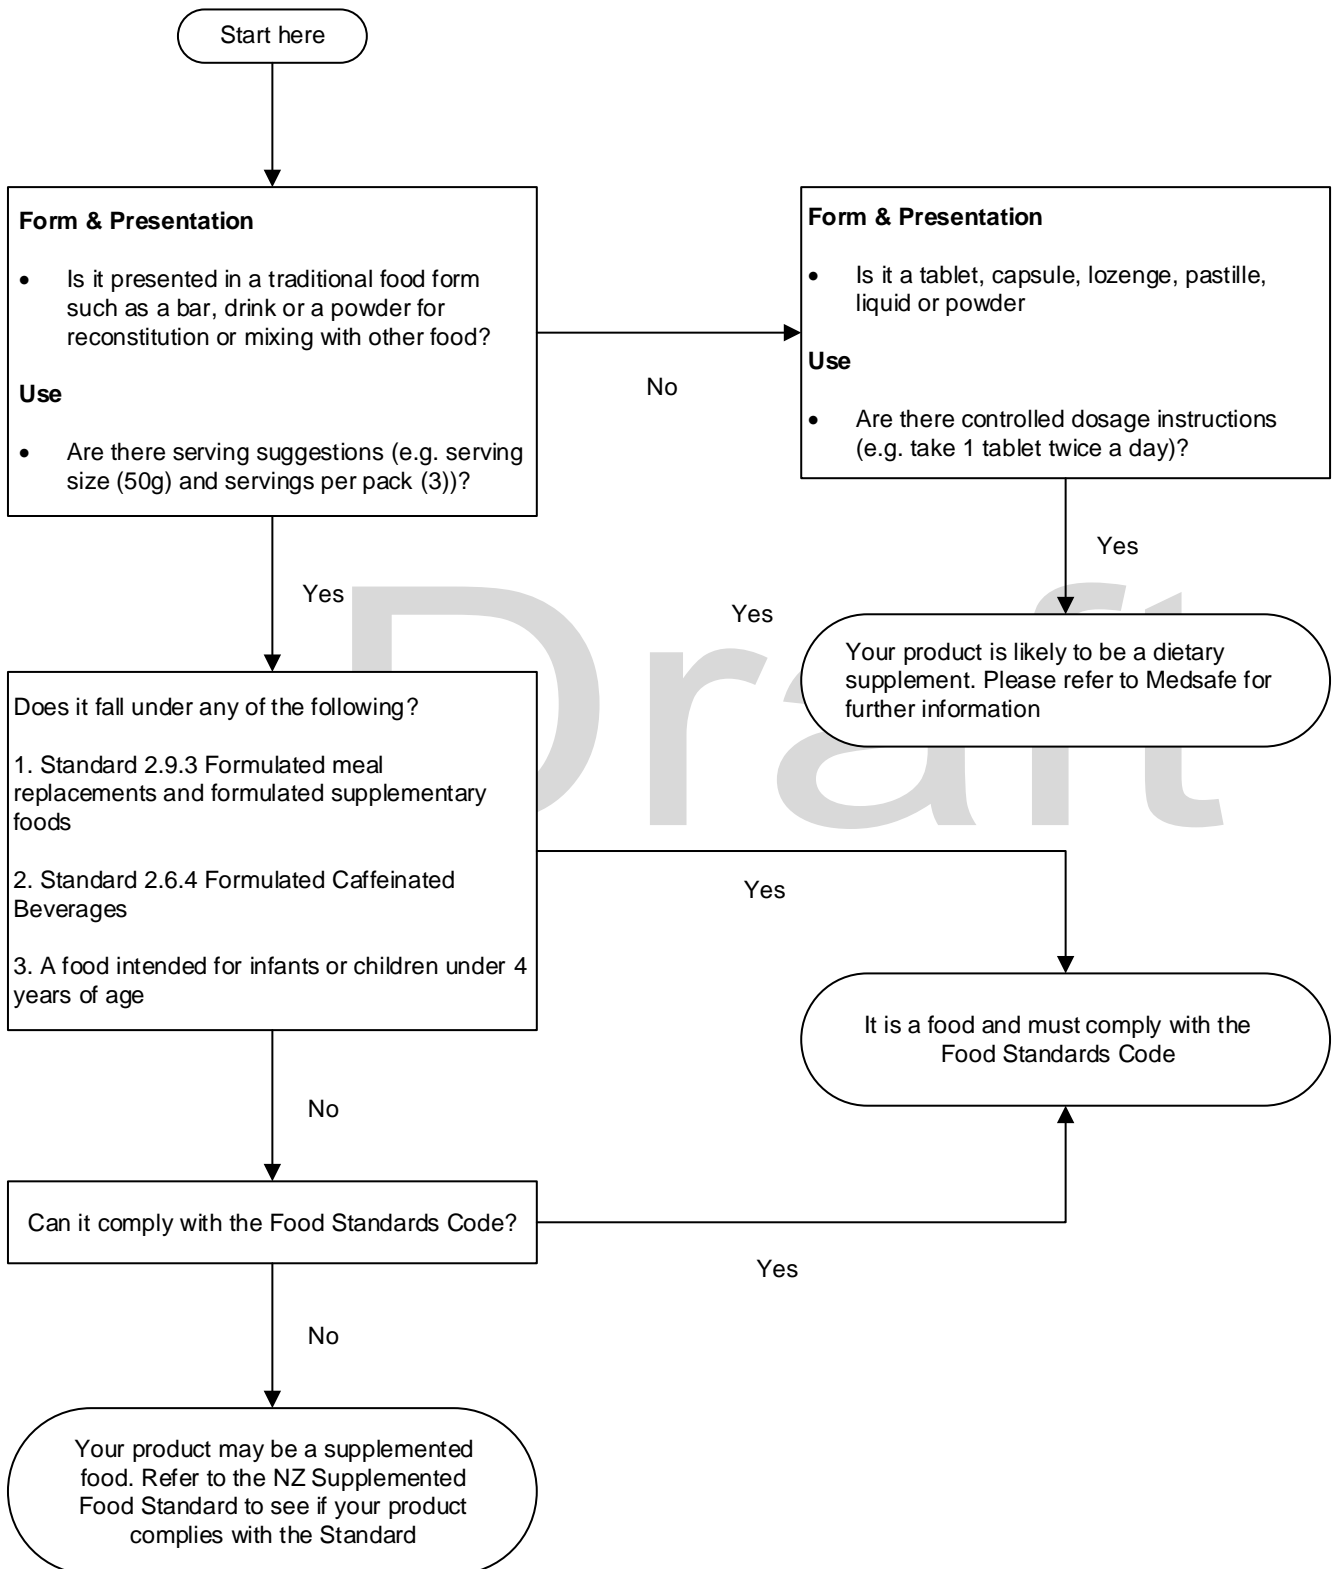 Start here
Form & Presentation
• Is it presented in a traditional food form
such as a bar, drink or a powder for
reconstitution or mixing with other food?
Use
• Are there serving suggestions (e.g. serving
size (50g) and servings per pack (3))?
No
Form & Presentation
• Is it a tablet, capsule, lozenge, pastille,
liquid or powder
Use
• Are there controlled dosage instructions
(e.g. take 1 tablet twice a day)?
Yes
Yes
Yes
Draft
Your product is likely to be a dietary
supplement. Please refer to Medsafe for
further information
Does it fall under any of the following?
1. Standard 2.9.3 Formulated meal
replacements and formulated supplementary
foods
2. Standard 2.6.4 Formulated Caffeinated
Beverages
3. A food intended for infants or children under 4
years of age
Yes
It is a food and must comply with the
Food Standards Code
No
Can it comply with the Food Standards Code?
Yes
No
Your product may be a supplemented
food. Refer to the NZ Supplemented
Food Standard to see if your product
complies with the Standard